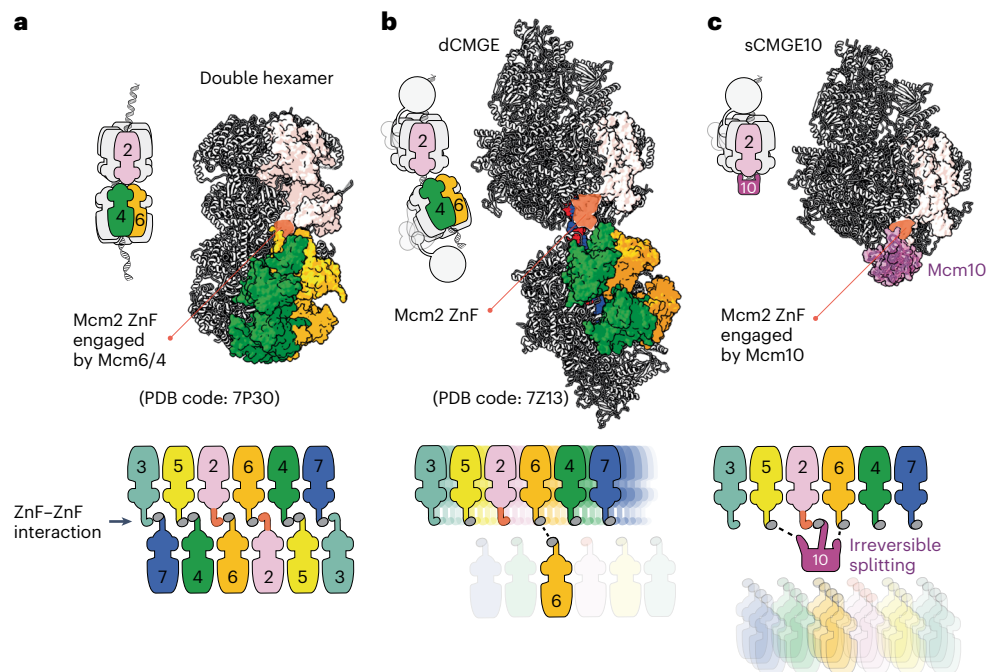 a
Double hexamer
2
4
6
Mcm2 ZnF
engaged
by Mcm6/4
(PDB code: 7P30)
ZnF–ZnF
interaction
3 5 2 6 4 7
7 4 6 2 5 3
b
dCMGE
2
4
6
Mcm2 ZnF
(PDB code: 7Z13)
3 5 2 6 4 7
6
c
sCMGE10
2
10
Mcm10
Mcm2 ZnF
engaged
by Mcm10
3 5 2 6 4 7
10
Irreversible
splitting